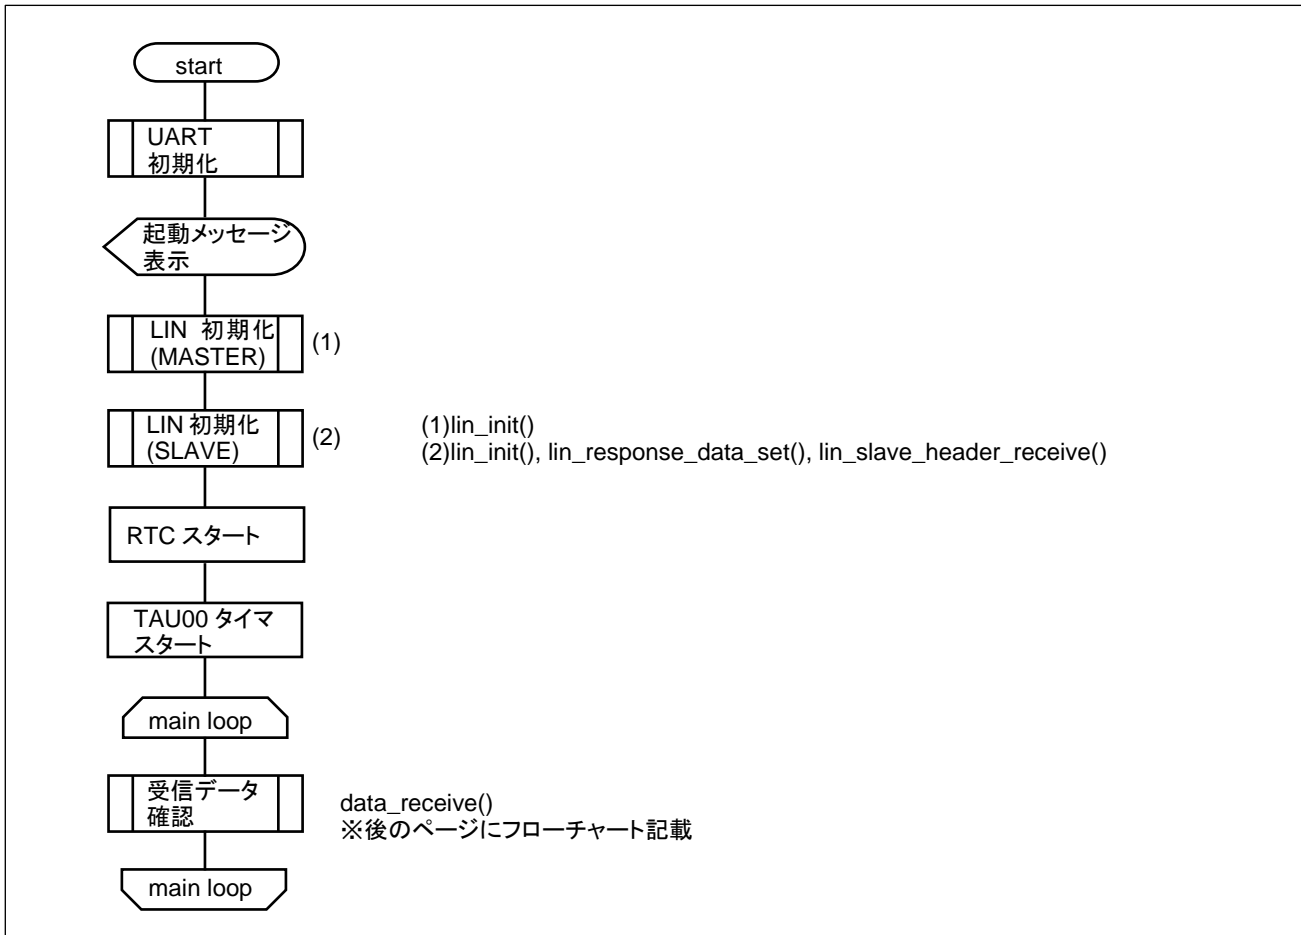 start
UART
初期化
起動メッセージ
表示
LIN 初期化
(MASTER)
(1)
LIN 初期化
(SLAVE)
(2)
(1)lin_init()
(2)lin_init(), lin_response_data_set(), lin_slave_header_receive()
RTC スタート
TAU00 タイマ
スタート
main loop
受信データ
確認
data_receive()
※後のページにフローチャート記載
main loop